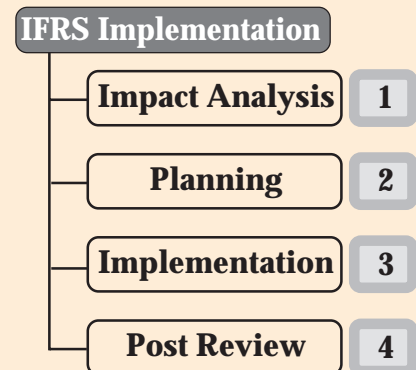 IFRS Implementation
Impact Analysis 1
Planning 2
Implementation 3
Post Review 4